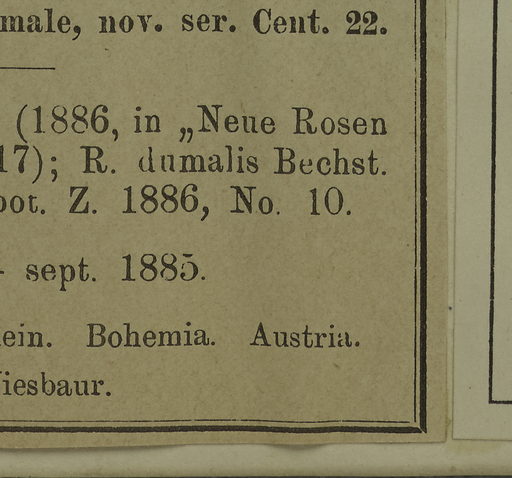 male, nov. ser. Cent. 22.
(1886, in „Neue Rosen
17); R. dumalis Bechst.
bot. Z. 1886, No. 10.
- sept. 1885.
ein. Bohemia. Austria.
iesbaur.